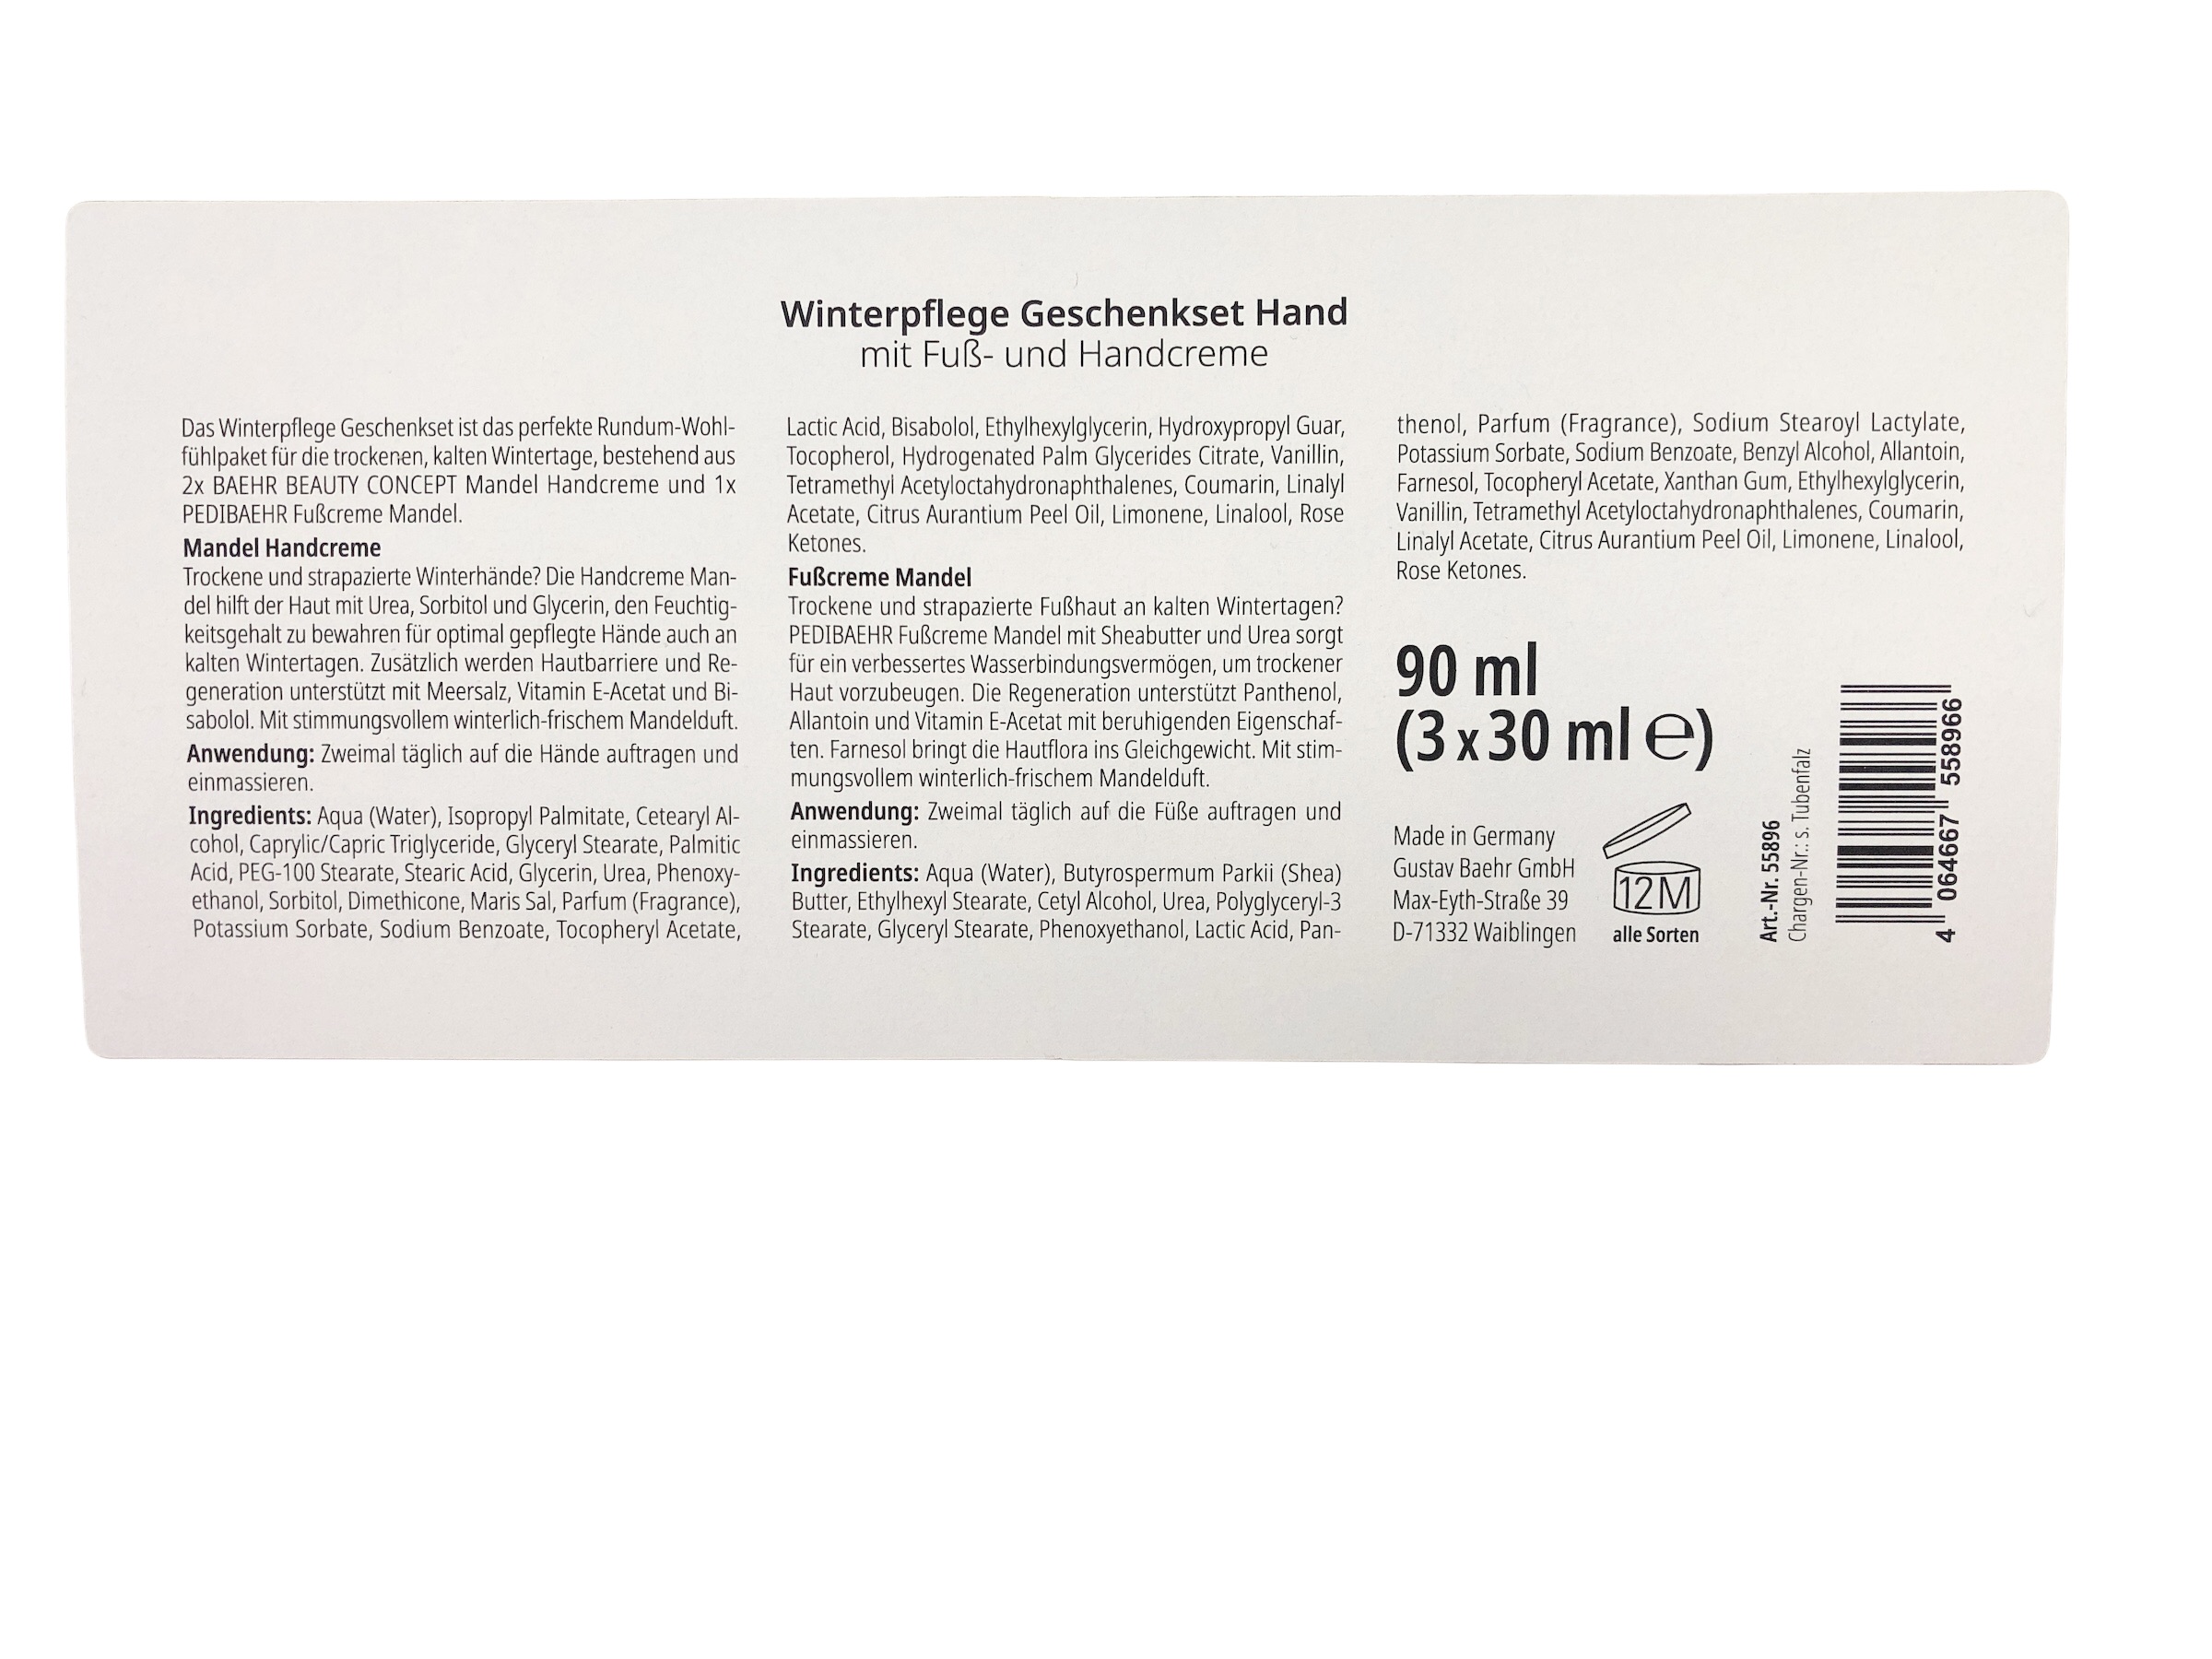 Winterpflege Geschenkset Hand
mit Fuß- und Handcreme
Das Winterpflege Geschenkset ist das perfekte Rundum-Wohl-
fühlpaket für die trockenen, kalten Wintertage, bestehend aus
2x BAEHR BEAUTY CONCEPT Mandel Handcreme und 1x
PEDIBAEHR Fußcreme Mandel.
Mandel Handcreme
Trockene und strapazierte Winterhände? Die Handcreme Man-
del hilft der Haut mit Urea, Sorbitol und Glycerin, den Feuchtig-
keitsgehalt zu bewahren für optimal gepflegte Hände auch an
kalten Wintertagen. Zusätzlich werden Hautbarriere und Re-
generation unterstützt mit Meersalz, Vitamin E-Acetat und Bi-
sabolol. Mit stimmungsvollem winterlich-frischem Mandelduft.
Anwendung: Zweimal täglich auf die Hände auftragen und
einmassieren.
Ingredients: Aqua (Water), Isopropyl Palmitate, Cetearyl Al-
cohol, Caprylic/Capric Triglyceride, Glyceryl Stearate, Palmitic
Acid, PEG-100 Stearate, Stearic Acid, Glycerin, Urea, Phenoxy-
ethanol, Sorbitol, Dimethicone, Maris Sal, Parfum (Fragrance),
Potassium Sorbate, Sodium Benzoate, Tocopheryl Acetate,
Lactic Acid, Bisabolol, Ethylhexylglycerin, Hydroxypropyl Guar,
Tocopherol, Hydrogenated Palm Glycerides Citrate, Vanillin,
Tetramethyl Acetyloctahydronaphthalenes, Coumarin, Linalyl
Acetate, Citrus Aurantium Peel Oil, Limonene, Linalool, Rose
Ketones.
Fußcreme Mandel
Trockene und strapazierte Fußhaut an kalten Wintertagen?
PEDIBAEHR Fußcreme Mandel mit Sheabutter und Urea sorgt
für ein verbessertes Wasserbindungsvermögen, um trockener
Haut vorzubeugen. Die Regeneration unterstützt Panthenol,
Allantoin und Vitamin E-Acetat mit beruhigenden Eigenschaf-
ten. Farnesol bringt die Hautflora ins Gleichgewicht. Mit stim-
mungsvollem winterlich-frischem Mandelduft.
Anwendung: Zweimal täglich auf die Füße auftragen und
einmassieren.
Ingredients: Aqua (Water), Butyrospermum Parkii (Shea)
Butter, Ethylhexyl Stearate, Cetyl Alcohol, Urea, Polyglyceryl-3
Stearate, Glyceryl Stearate, Phenoxyethanol, Lactic Acid, Pan-
thenol, Parfum (Fragrance), Sodium Stearoyl Lactylate,
Potassium Sorbate, Sodium Benzoate, Benzyl Alcohol, Allantoin,
Farnesol, Tocopheryl Acetate, Xanthan Gum, Ethylhexylglycerin,
Vanillin, Tetramethyl Acetyloctahydronaphthalenes, Coumarin,
Linalyl Acetate, Citrus Aurantium Peel Oil, Limonene, Linalool,
Rose Ketones.
90 ml
(3 x 30 ml ℮)
Made in Germany
Gustav Baehr GmbH
Max-Eyth-Straße 39
D-71332 Waiblingen
12M
alle Sorten
Art.-Nr. 55896
Chargen-Nr.: s. Tubenfalz
4 064667 558966